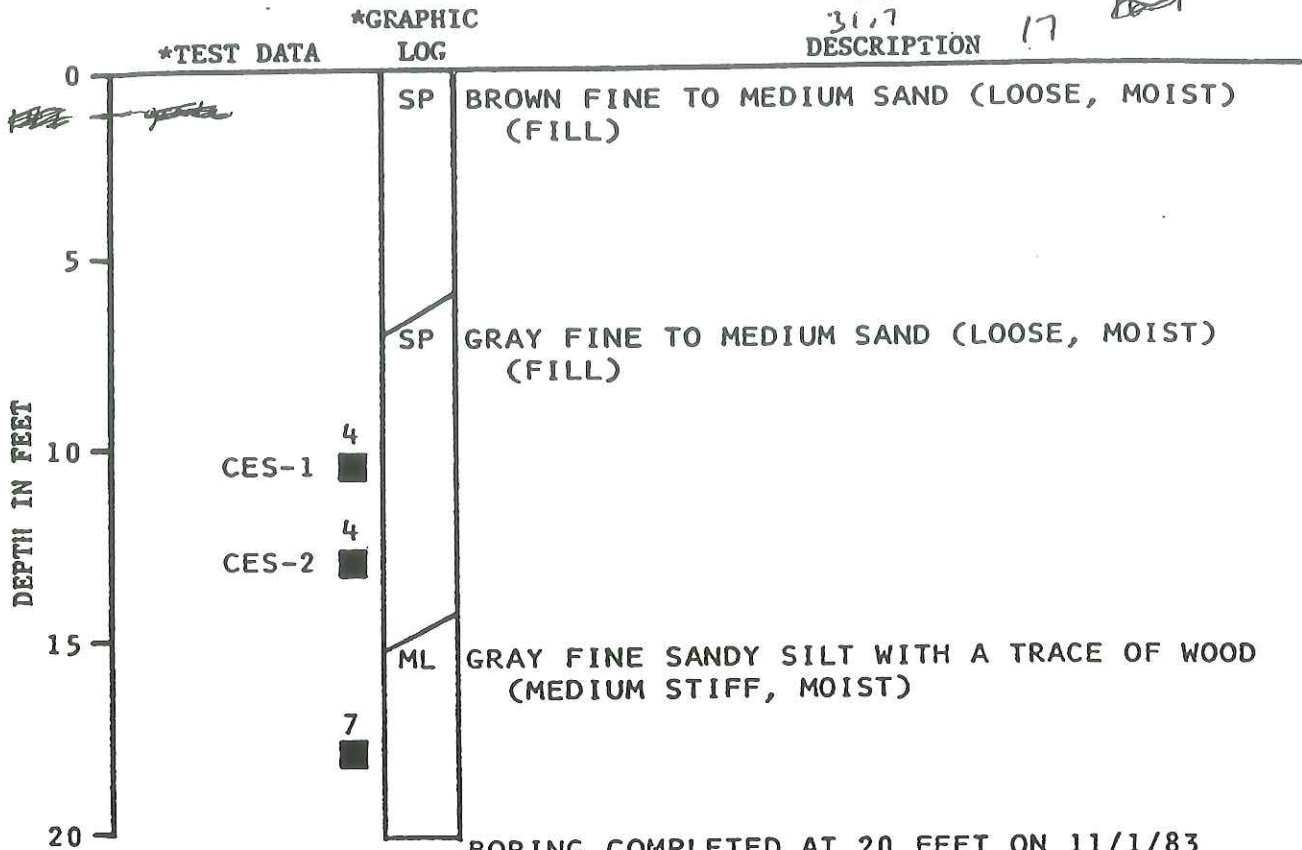 *GRAPHIC
31.7 17
*TEST DATA LOG DESCRIPTION
0
SP BROWN FINE TO MEDIUM SAND (LOOSE, MOIST)
(FILL)
5
SP GRAY FINE TO MEDIUM SAND (LOOSE, MOIST)
(FILL)
DEPTH IN FEET
4
10
CES-1
4
CES-2
15
ML GRAY FINE SANDY SILT WITH A TRACE OF WOOD
(MEDIUM STIFF, MOIST)
7
20
BORING COMPLETED AT 20 FEET ON 11/1/83